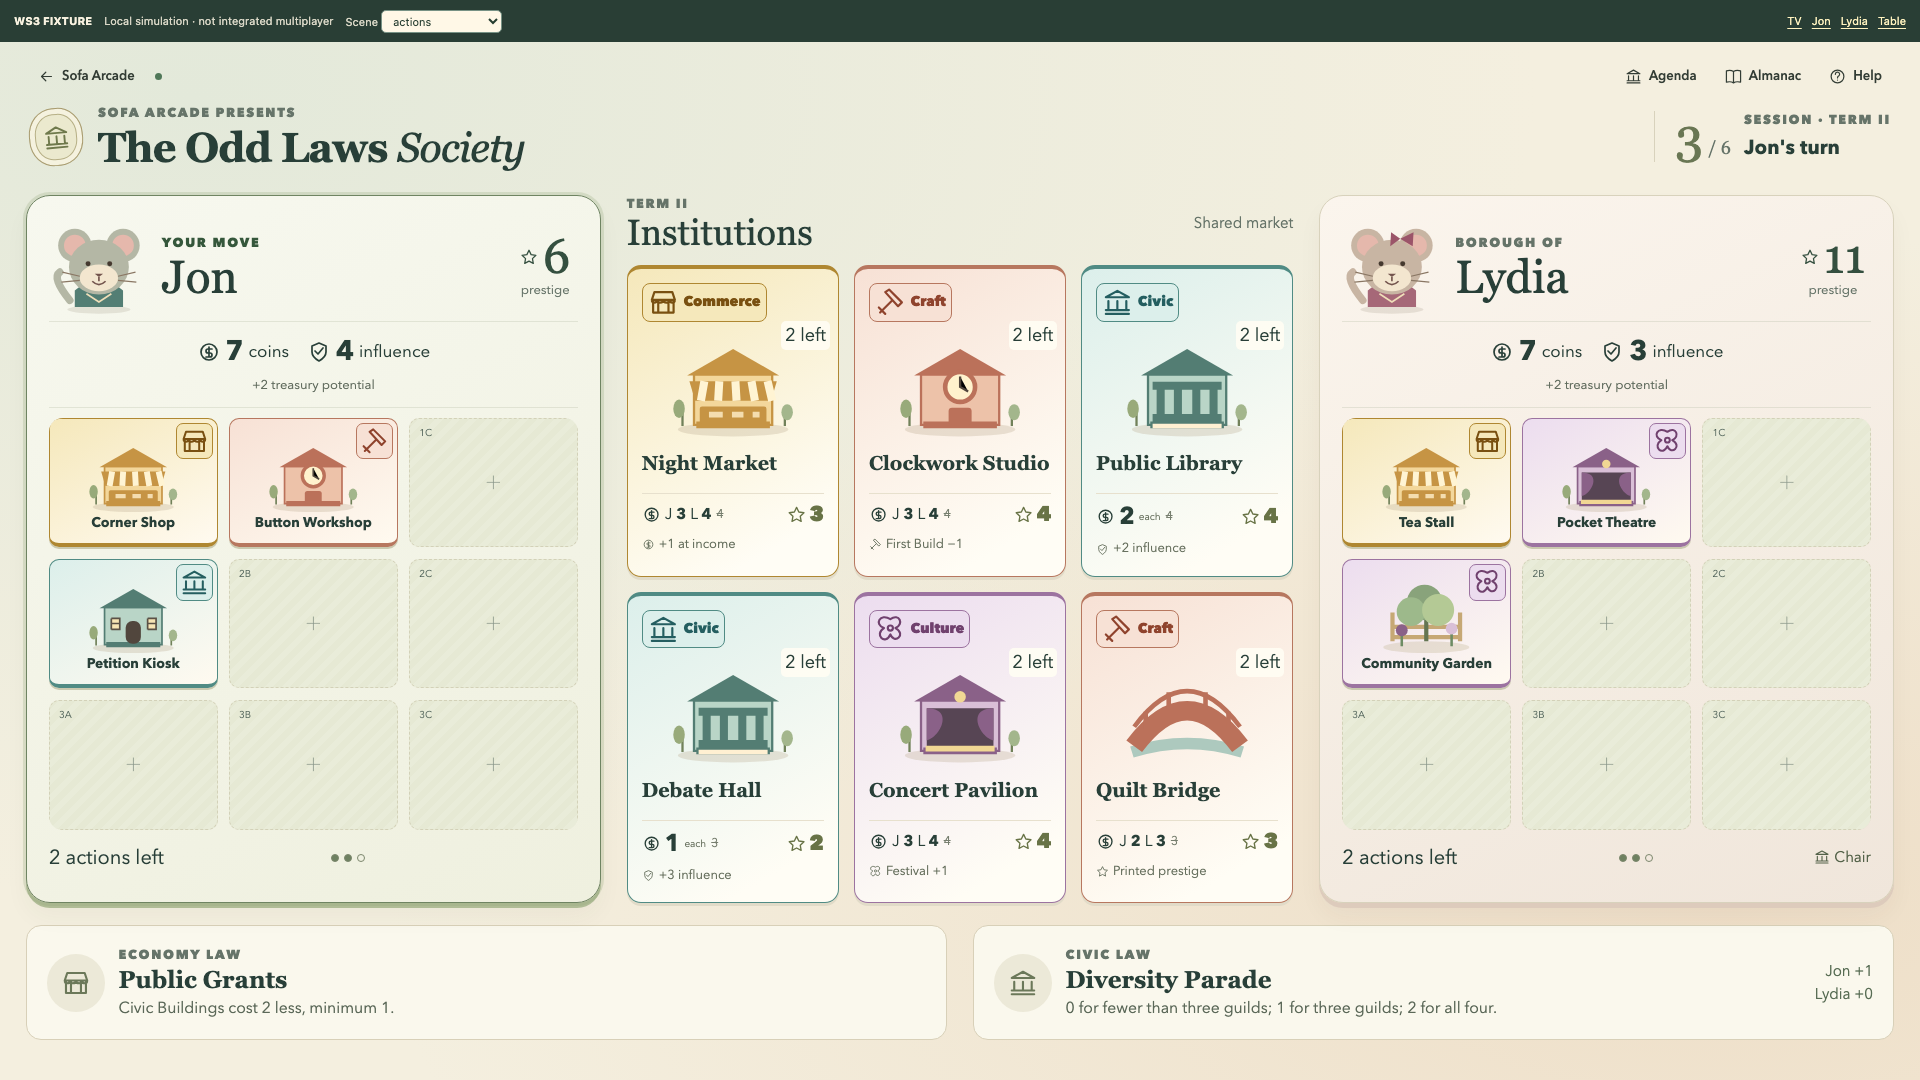 WS3 FIXTURE Local simulation · not integrated multiplayer Scene actions TV Jon Lydia Table
← Sofa Arcade Agenda Almanac Help
SOFA ARCADE PRESENTS
The Odd Laws Society
3 / 6
SESSION · TERM II
Jon's turn
YOUR MOVE
Jon
6
prestige
7 coins 4 influence
+2 treasury potential
Corner Shop
Button Workshop
1C
+
Petition Kiosk
2B
+
2C
+
3A
+
3B
+
3C
+
2 actions left
TERM II
Institutions
Shared market
Commerce
2 left
Night Market
J 3 L 4 4 3
+1 at income
Craft
2 left
Clockwork Studio
J 3 L 4 4 4
First Build −1
Civic
2 left
Public Library
2 each 4 4
+2 influence
Civic
2 left
Debate Hall
1 each 3 2
+3 influence
Culture
2 left
Concert Pavilion
J 3 L 4 4 4
Festival +1
Craft
2 left
Quilt Bridge
J 2 L 3 3 3
Printed prestige
BOROUGH OF
Lydia
11
prestige
7 coins 3 influence
+2 treasury potential
Tea Stall
Pocket Theatre
1C
+
Community Garden
2B
+
2C
+
3A
+
3B
+
3C
+
2 actions left
Chair
ECONOMY LAW
Public Grants
Civic Buildings cost 2 less, minimum 1.
CIVIC LAW
Diversity Parade
0 for fewer than three guilds; 1 for three guilds; 2 for all four.
Jon +1
Lydia +0